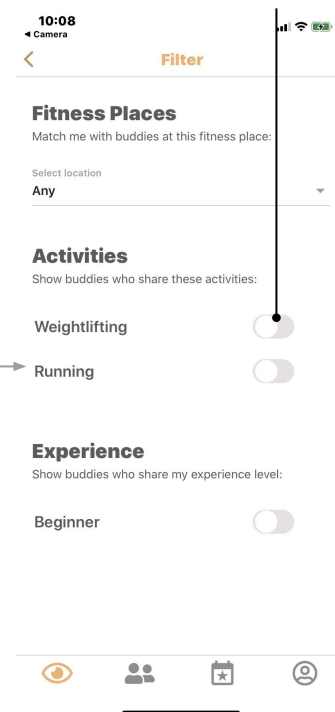 10:08
Camera
Filter
Fitness Places
Match me with buddies at this fitness place:
Select location
Any
Activities
Show buddies who share these activities:
Weightlifting
Running
Experience
Show buddies who share my experience level:
Beginner